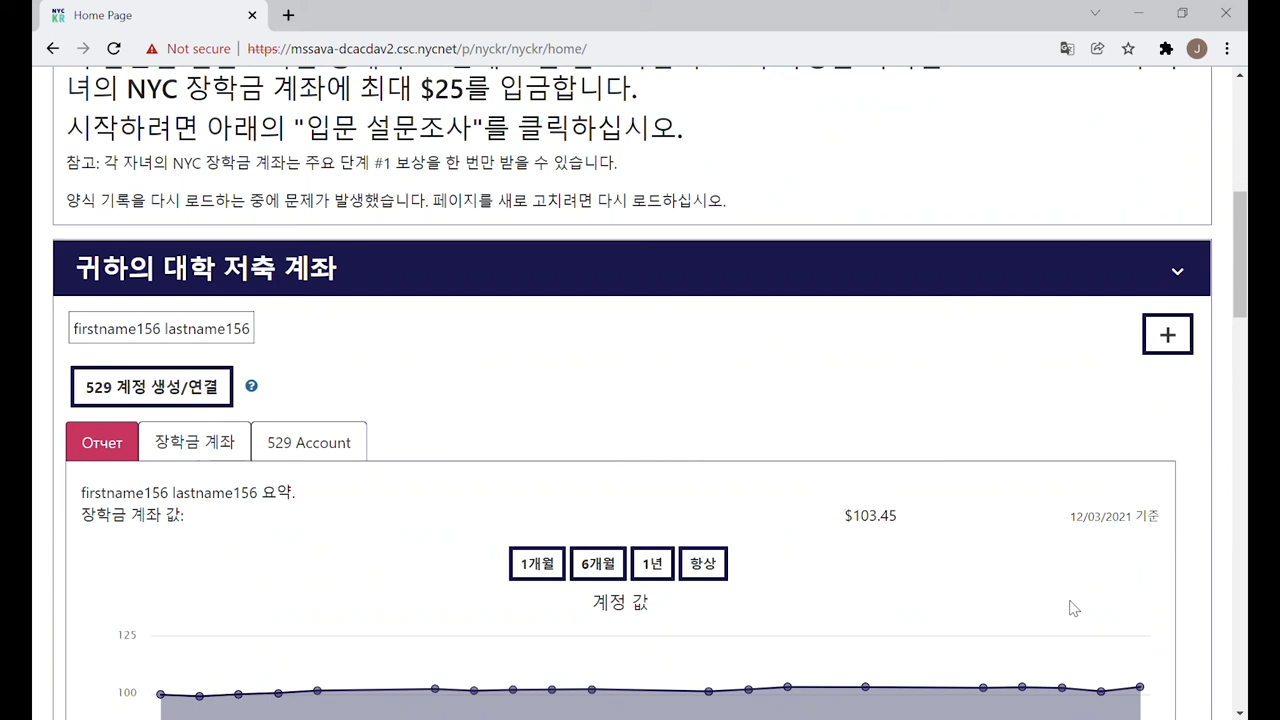 Home Page
Not secure
https://mssava-dcacdav2.csc.nycnet/p/nyckr/nyckr/home/
J
녀의 NYC 장학금 계좌에 최대 $25를 입금합니다.
시작하려면 아래의 "입문 설문조사"를 클릭하십시오.
참고: 각 자녀의 NYC 장학금 계좌는 주요 단계 #1 보상을 한 번만 받을 수 있습니다.
양식 기록을 다시 로드하는 중에 문제가 발생했습니다. 페이지를 새로 고치려면 다시 로드하십시오.
귀하의 대학 저축 계좌
firstname156 lastname156
+
529 계정 생성/연결
Отчет 장학금 계좌 529 Account
firstname156 lastname156 요약.
장학금 계좌 값: $103.45 12/03/2021 기준
1개월 6개월 1년 항상
계정 값
125
100